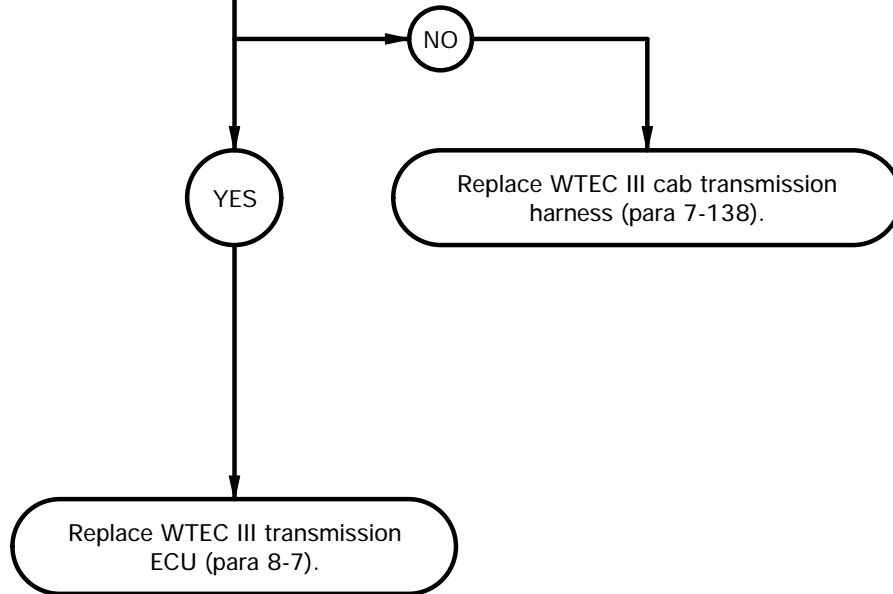 NO
YES
Replace WTEC III cab transmission
harness (para 7-138).
Replace WTEC III transmission
ECU (para 8-7).